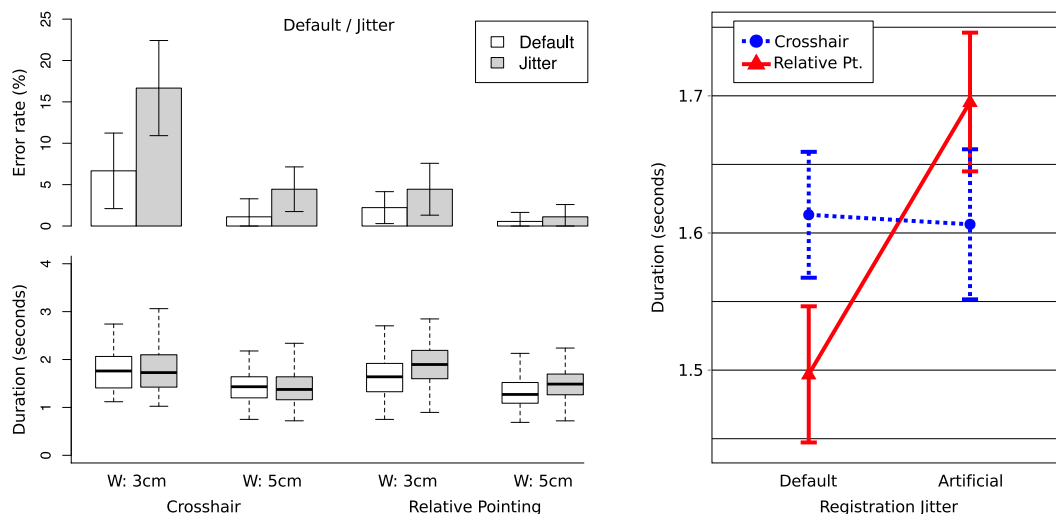 Default / Jitter
Default
Jitter
Error rate (%)
25
20
15
10
5
0
Duration (seconds)
4
3
2
1
0
W: 3cm W: 5cm W: 3cm W: 5cm
Crosshair Relative Pointing
Crosshair
Relative Pt.
Duration (seconds)
1.7
1.6
1.5
Default Artificial
Registration Jitter